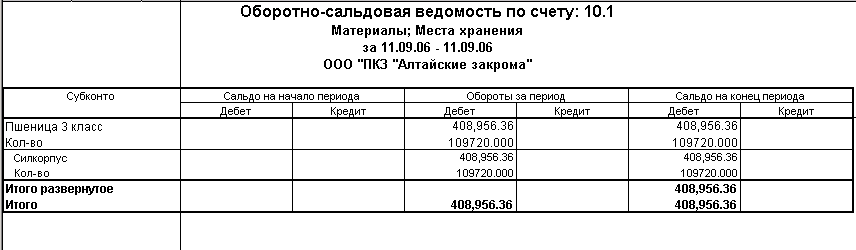 Оборотно-сальдовая ведомость по счету: 10.1
Материалы; Места хранения
за 11.09.06 - 11.09.06
ООО "ПКЗ "Алтайские закрома"
Субконто Сальдо на начало периода Обороты за период Сальдо на конец периода
Дебет Кредит Дебет Кредит Дебет Кредит
Пшеница 3 класс 408,956.36 408,956.36
Кол-во 109720.000 109720.000
Силкорпус 408,956.36 408,956.36
Кол-во 109720.000 109720.000
Итого развернутое 408,956.36
Итого 408,956.36 408,956.36